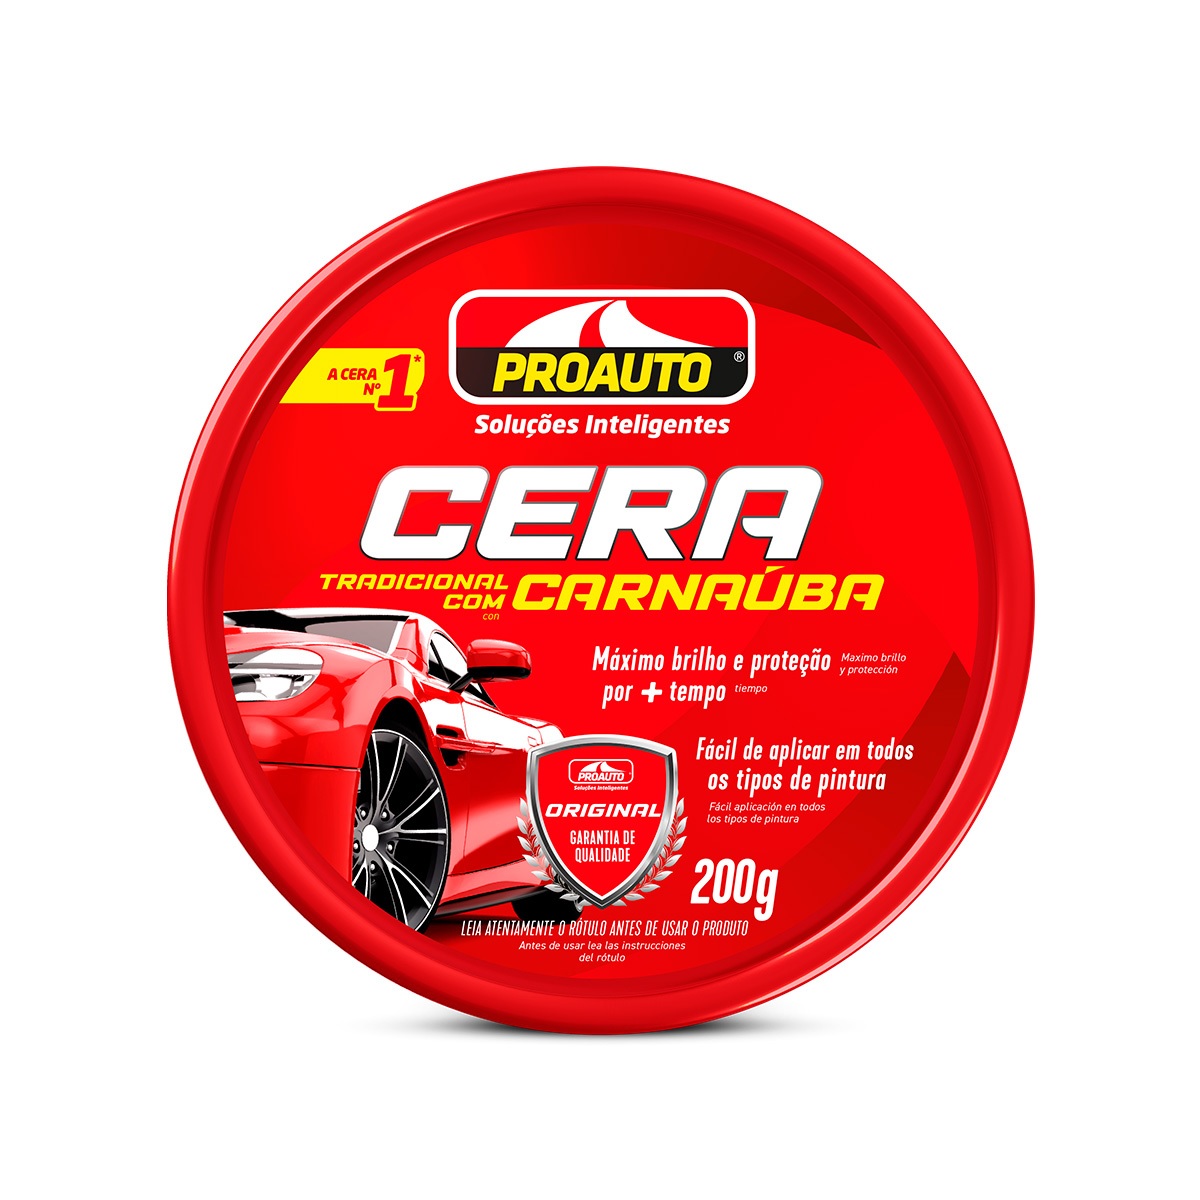 A CERA
Nº 1*
PROAUTO®
Soluções Inteligentes
CERA
TRADICIONAL
COM CARNAÚBA
con
Máximo brilho e proteção
por + tempo
Maximo brillo
y protección
tiempo
Fácil de aplicar em todos
os tipos de pintura
Fácil aplicación en todos
los tipos de pintura
PROAUTO
Soluções Inteligentes
ORIGINAL
GARANTIA DE
QUALIDADE
200g
LEIA ATENTAMENTE O RÓTULO ANTES DE USAR O PRODUTO
Antes de usar lea las instrucciones
del rótulo